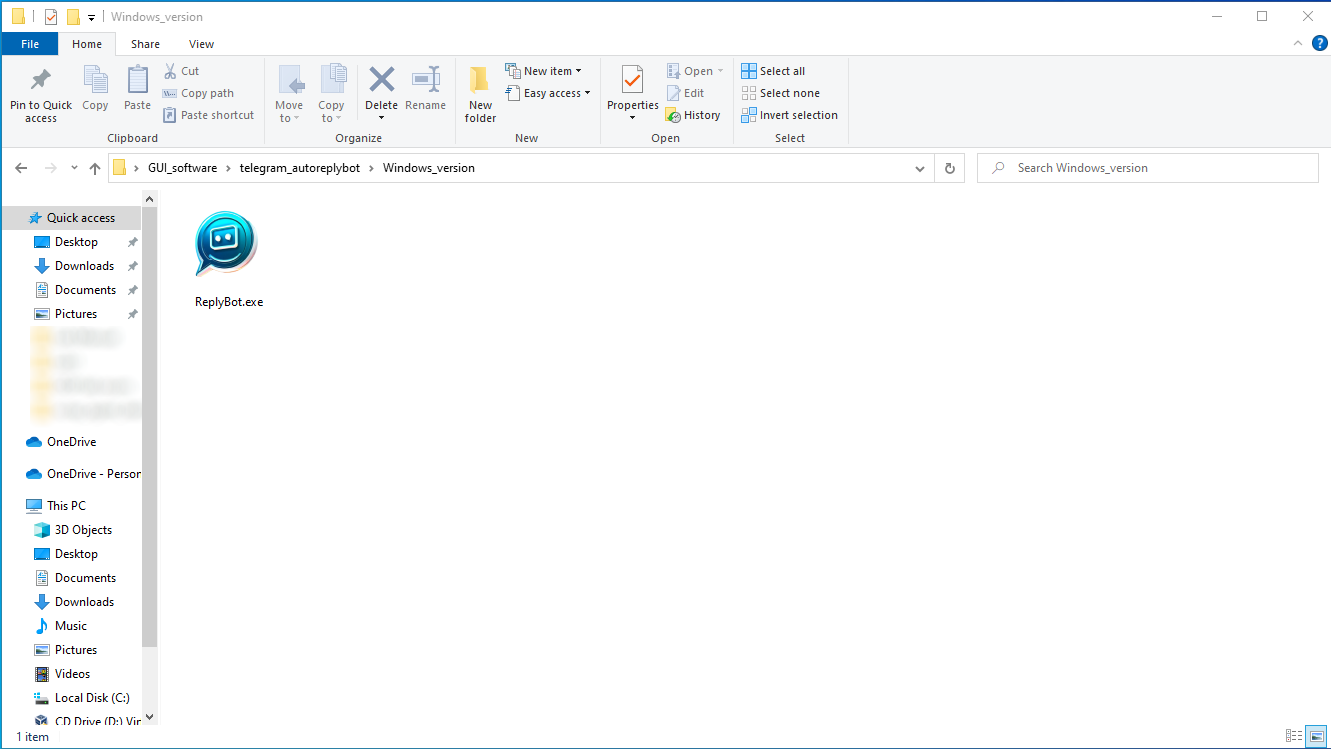 Windows_version
File Home Share View
Pin to Quick access
Copy
Paste
Cut
Copy path
Paste shortcut
Clipboard
Move to
Copy to
Delete
Rename
Organize
New folder
New item
Easy access
New
Properties
Open
Edit
History
Open
Select all
Select none
Invert selection
Select
GUI_software telegram_autoreplybot Windows_version
Search Windows_version
Quick access
Desktop
Downloads
Documents
Pictures
OneDrive
OneDrive - Person
This PC
3D Objects
Desktop
Documents
Downloads
Music
Pictures
Videos
Local Disk (C:)
CD Drive (D:) Vir
ReplyBot.exe
1 item